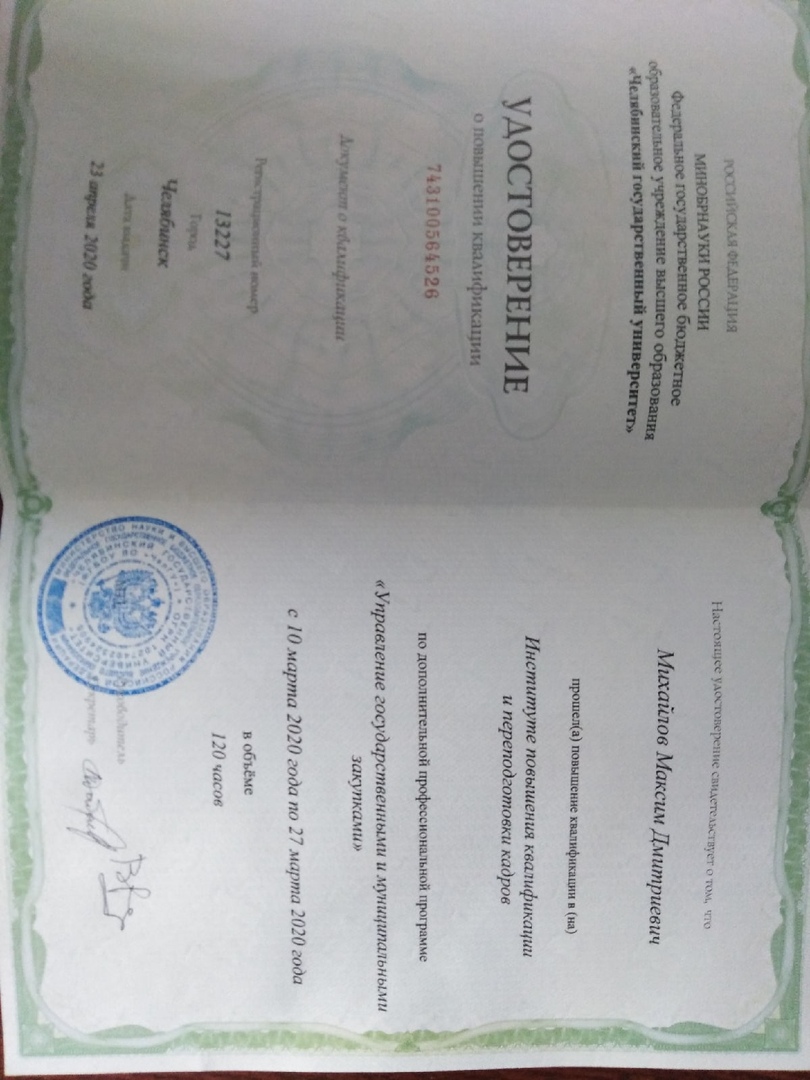 РОССИЙСКАЯ ФЕДЕРАЦИЯ
МИНОБРНАУКИ РОССИИ
Федеральное государственное бюджетное
образовательное учреждение высшего образования
«Челябинский государственный университет»
УДОСТОВЕРЕНИЕ
о повышении квалификации
743100564526
Документ о квалификации
Регистрационный номер
13227
Город
Челябинск
Дата выдачи
23 апреля 2020 года
Настоящее удостоверение свидетельствует о том, что
Михайлов Максим Дмитриевич
прошел(а) повышение квалификации в (на)
Институте повышения квалификации
и переподготовки кадров
по дополнительной профессиональной программе
«Управление государственными и муниципальными
закупками»
с 10 марта 2020 года по 27 марта 2020 года
в объёме
120 часов